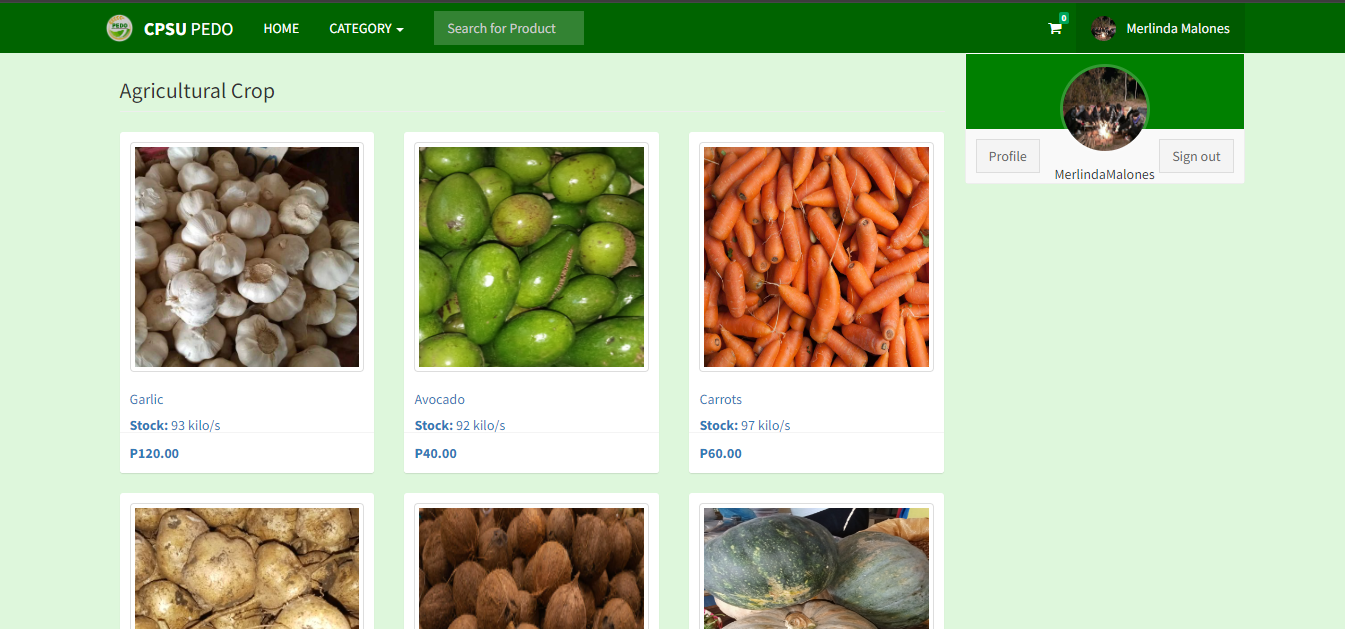 PEDO
CPSU PEDO
HOME
CATEGORY
Search for Product
0
Merlinda Malones
Agricultural Crop
Profile
Sign out
MerlindaMalones
Garlic
Stock: 93 kilo/s
P120.00
Avocado
Stock: 92 kilo/s
P40.00
Carrots
Stock: 97 kilo/s
P60.00